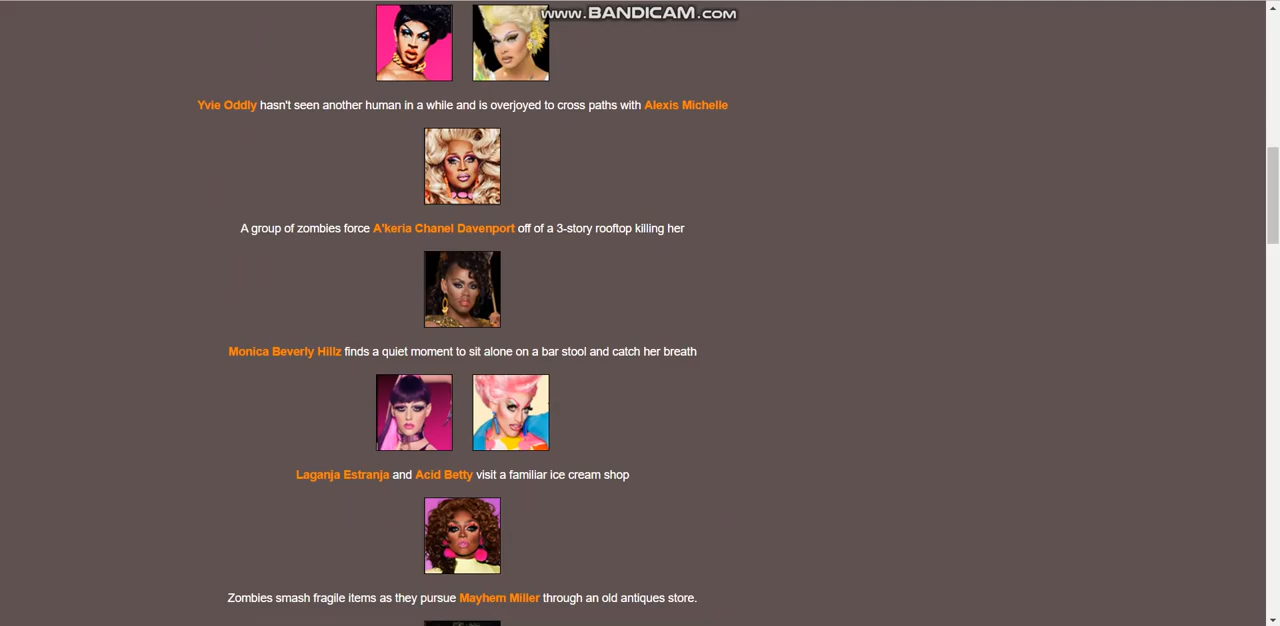 www.BANDICAM.com
Yvie Oddly hasn't seen another human in a while and is overjoyed to cross paths with Alexis Michelle
A group of zombies force A'keria Chanel Davenport off of a 3-story rooftop killing her
Monica Beverly Hillz finds a quiet moment to sit alone on a bar stool and catch her breath
Laganja Estranja and Acid Betty visit a familiar ice cream shop
Zombies smash fragile items as they pursue Mayhem Miller through an old antiques store.